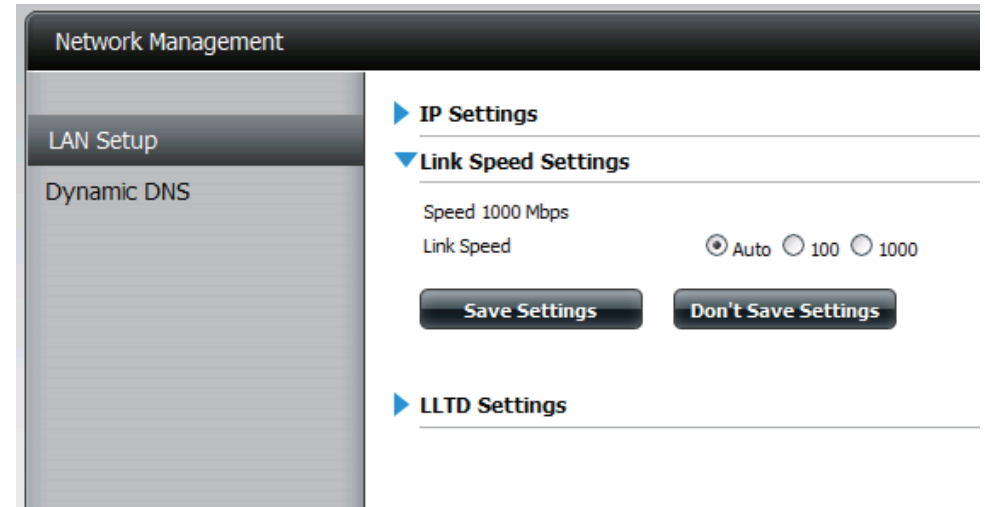 Network Management
LAN Setup
Dynamic DNS
IP Settings
Link Speed Settings
Speed 1000 Mbps
Link Speed Auto 100 1000
Save Settings Don't Save Settings
LLTD Settings